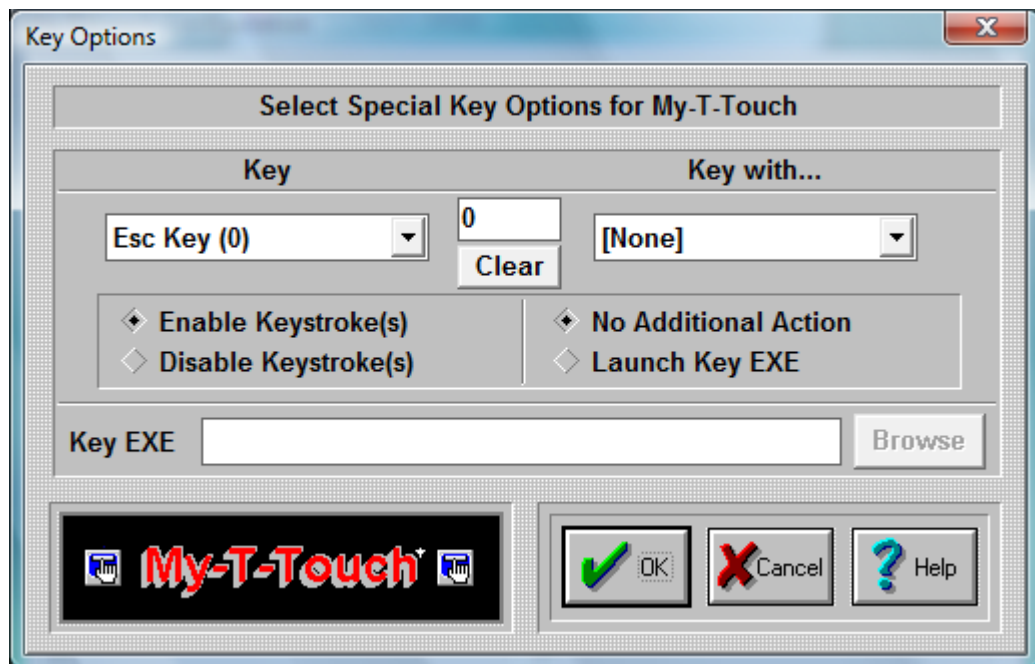 Key Options
Select Special Key Options for My-T-Touch
Key
Key with...
Esc Key (0)
0
Clear
[None]
Enable Keystroke(s)
Disable Keystroke(s)
No Additional Action
Launch Key EXE
Key EXE
Browse
My-T-Touch
OK
Cancel
Help